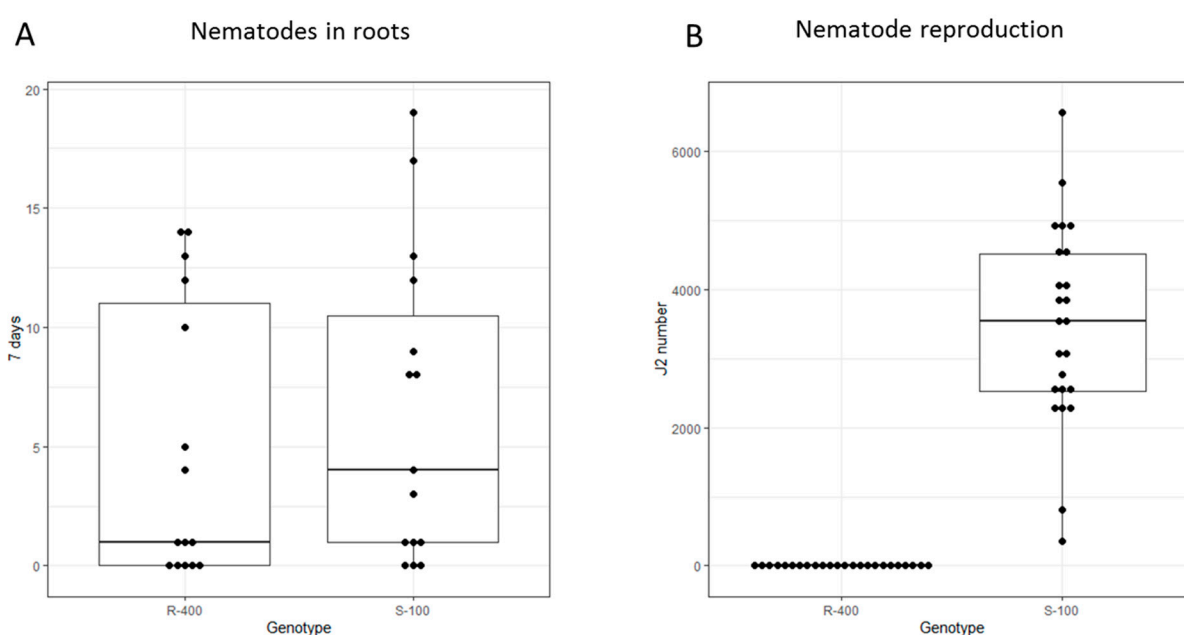 A
Nematodes in roots
20
15
10
5
0
7 days
R-400
S-100
Genotype
B
Nematode reproduction
6000
4000
2000
0
J2 number
R-400
S-100
Genotype